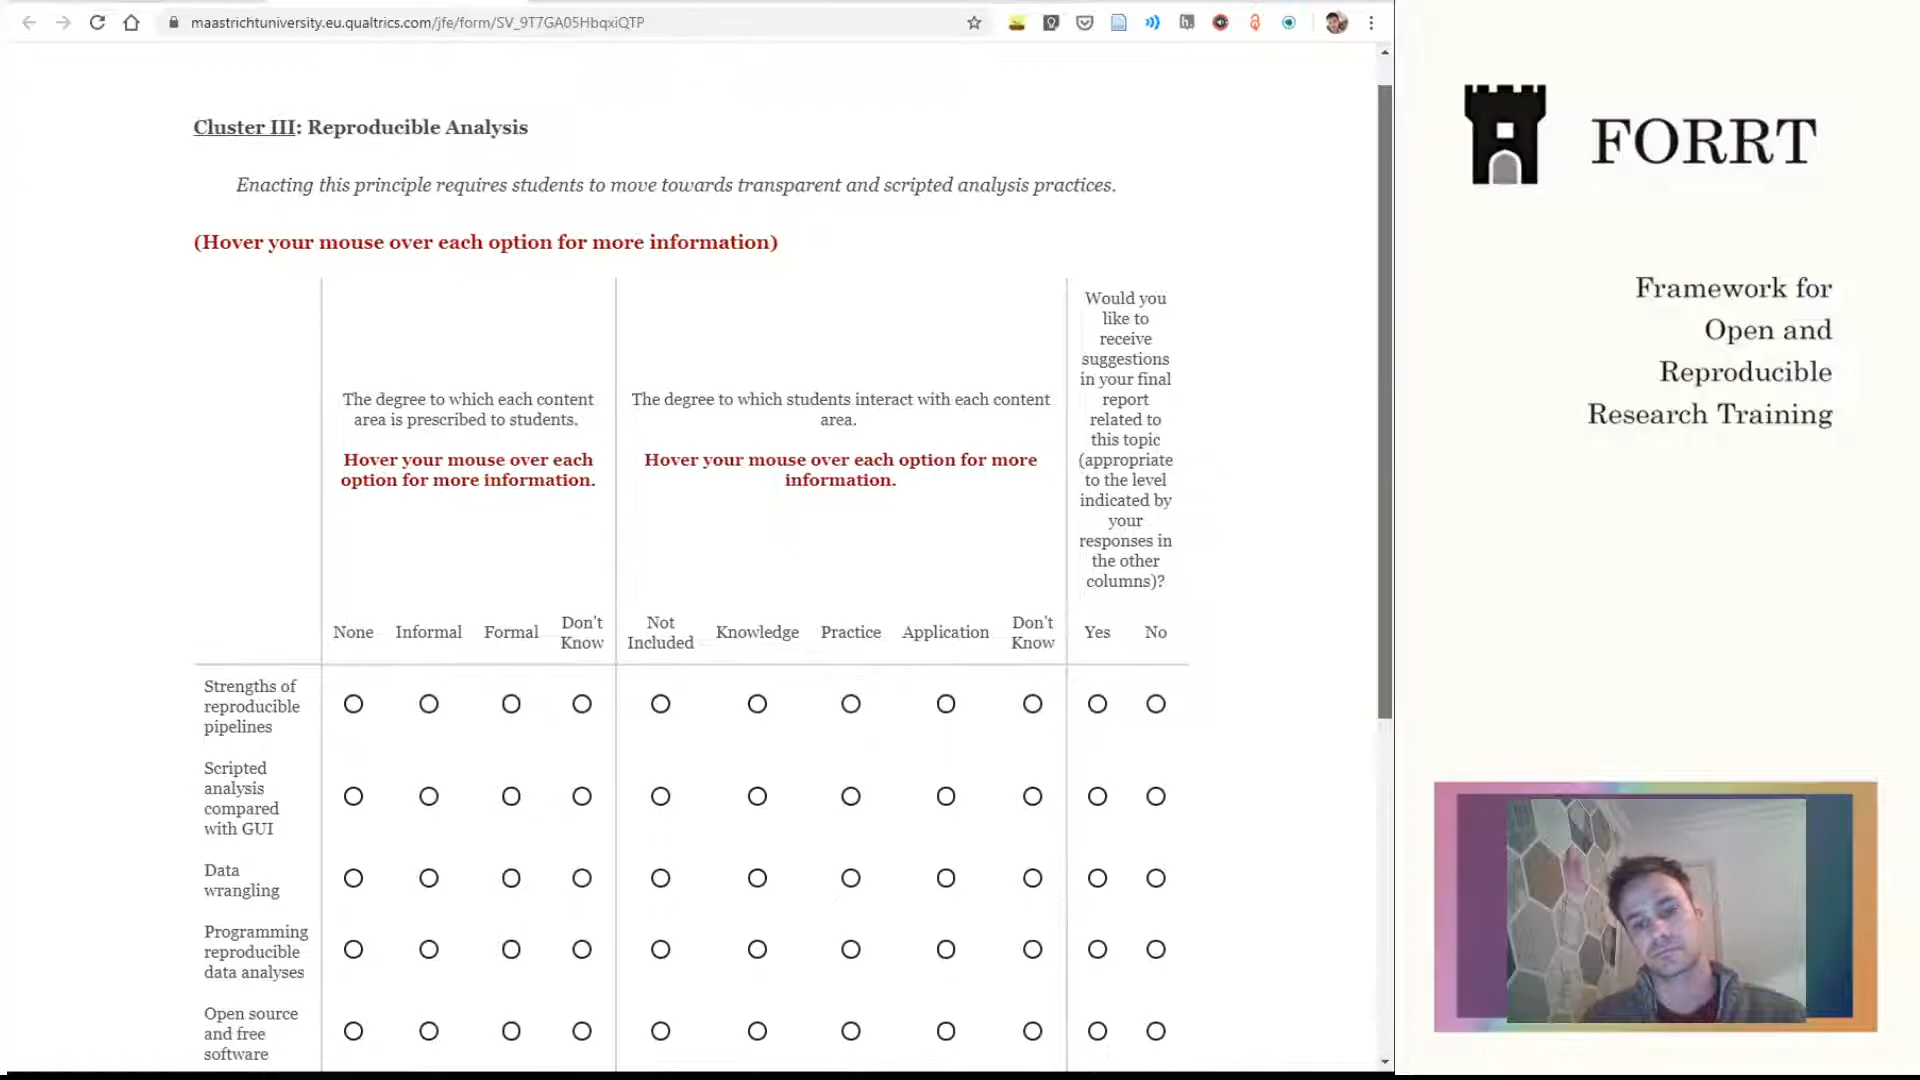 maastrichtuniversity.eu.qualtrics.com/jfe/form/SV_9T7GA05HbqxiQTP
Cluster III: Reproducible Analysis
Enacting this principle requires students to move towards transparent and scripted analysis practices.
(Hover your mouse over each option for more information)
The degree to which each content
area is prescribed to students.
Hover your mouse over each
option for more information.
The degree to which students interact with each content
area.
Hover your mouse over each option for more
information.
Would you
like to
receive
suggestions
in your final
report
related to
this topic
(appropriate
to the level
indicated by
your
responses in
the other
columns)?
None
Informal
Formal
Don't
Know
Not
Included
Knowledge
Practice
Application
Don't
Know
Yes
No
Strengths of
reproducible
pipelines
Scripted
analysis
compared
with GUI
Data
wrangling
Programming
reproducible
data analyses
Open source
and free
software
FORRT
Framework for
Open and
Reproducible
Research Training